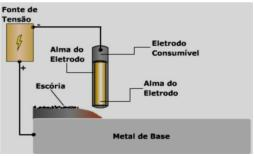 Fonte de
Tensão
-
+
Alma do
Eletrodo
Eletrodo
Consumível
Escória
Alma do
Eletrodo
Metal de Base